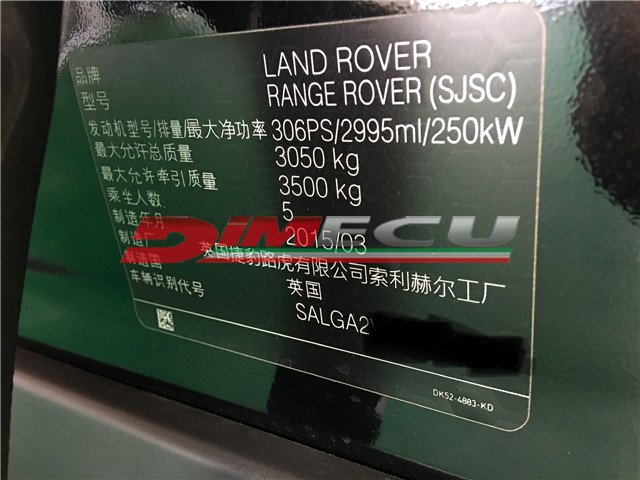 品牌 LAND ROVER
型号 RANGE ROVER (SJSC)
发动机型号/排量/最大净功率 306PS/2995ml/250kW
最大允许总质量 3050 kg
最大允许牵引质量 3500 kg
乘坐人数 5
制造年月 2015/03
制造厂 英国捷豹路虎有限公司索利赫尔工厂
制造国 英国
车辆识别代号 SALGA2
DIMECU
DK52-4883-KD